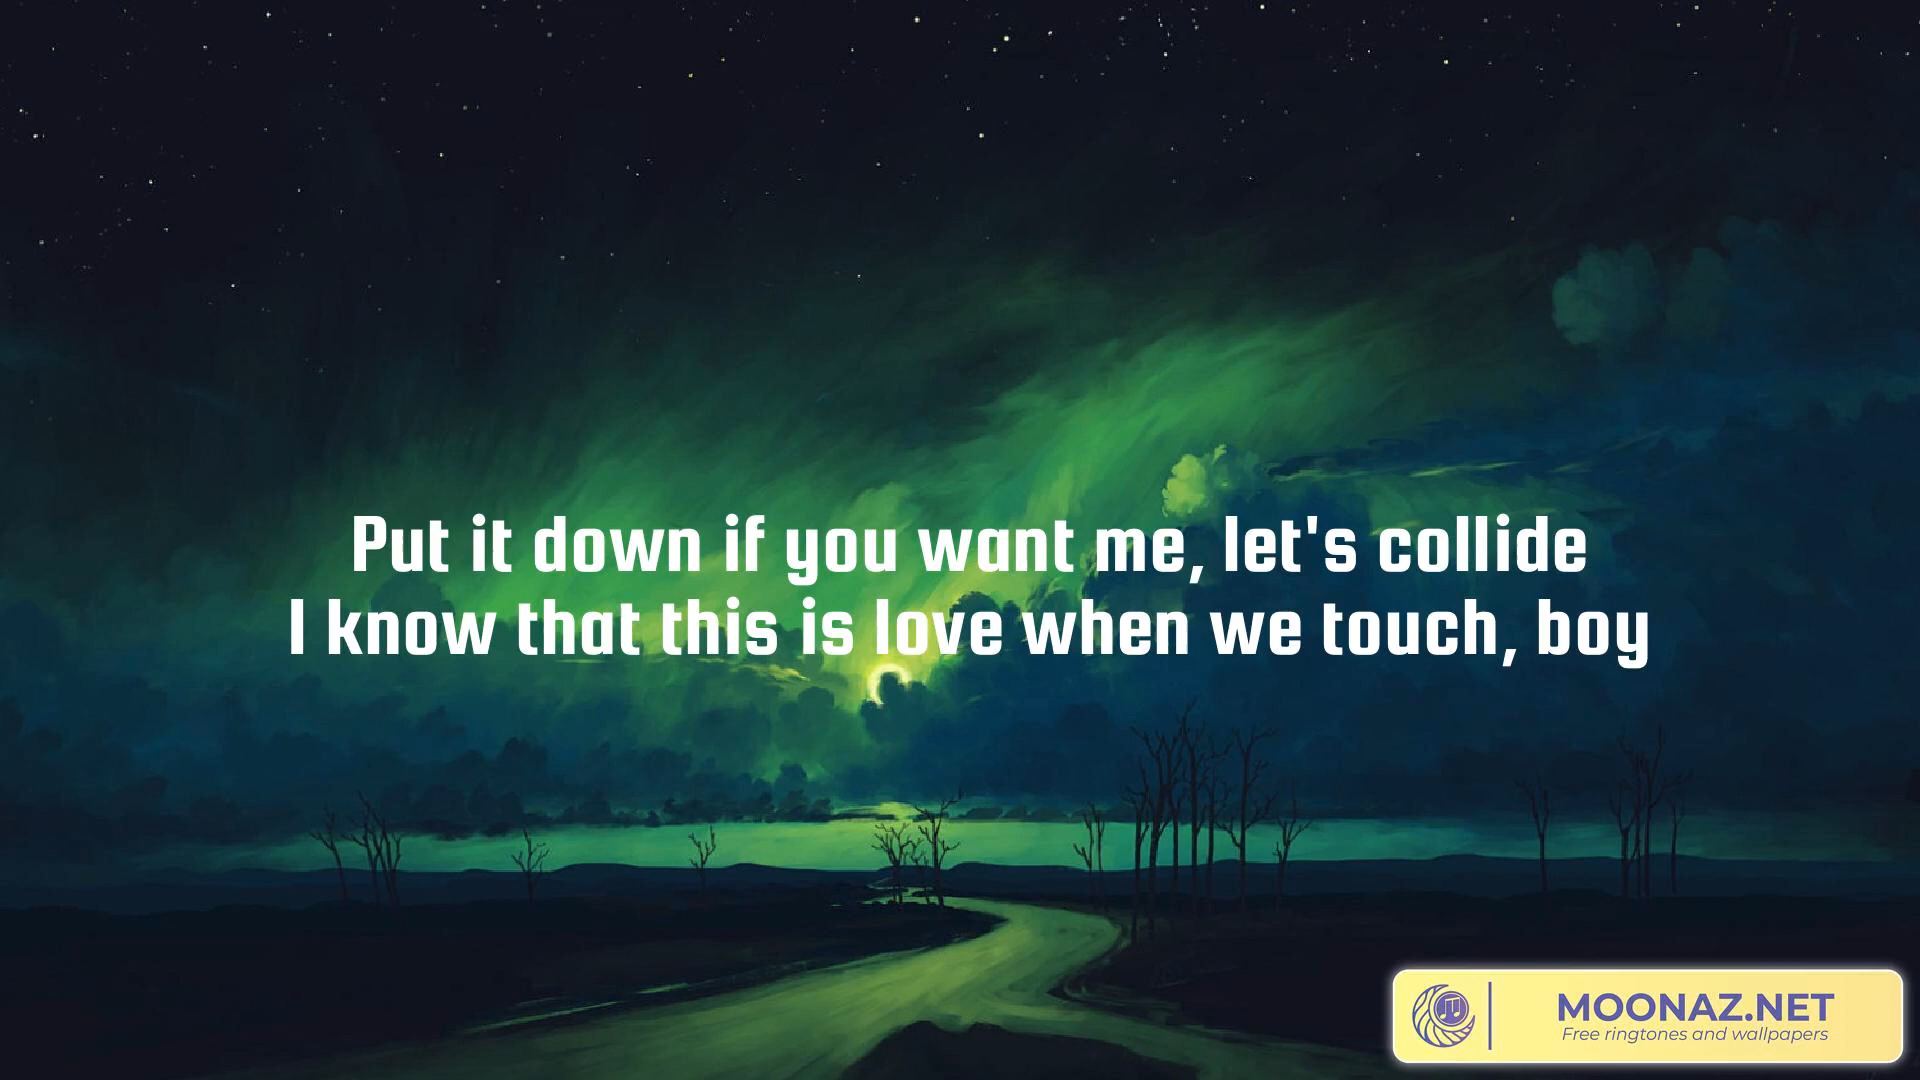 Put it down if you want me, let's collide
I know that this is love when we touch, boy
MOONAZ.NET
Free ringtones and wallpapers